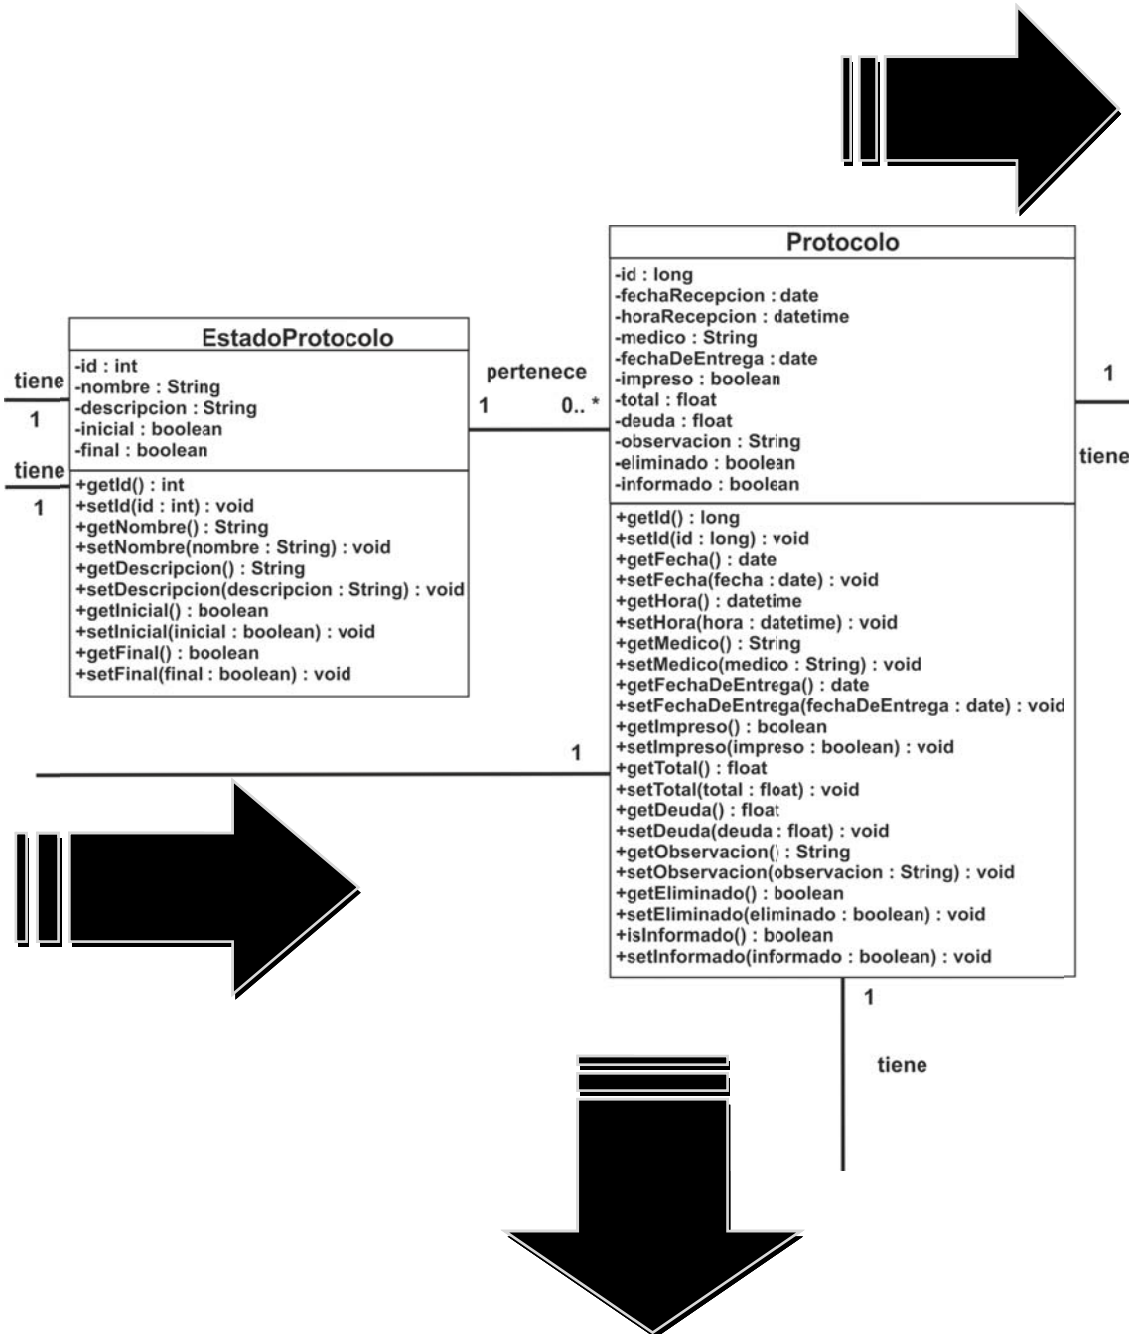 Protocolo
-id : long
-fechaRecepcion : date
-horaRecepcion : datetime
-medico : String
-fechaDeEntrega : date
-impreso : boolean
-total : float
-deuda : float
-observacion : String
-eliminado : boolean
-informado : boolean
+getId() : long
+setId(id : long) : void
+getFecha() : date
+setFecha(fecha : date) : void
+getHora() : datetime
+setHora(hora : datetime) : void
+getMedico() : String
+setMedico(medico : String) : void
+getFechaDeEntrega() : date
+setFechaDeEntrega(fechaDeEntrega : date) : void
+getImpreso() : boolean
+setImpreso(impreso : boolean) : void
+getTotal() : float
+setTotal(total : float) : void
+getDeuda() : float
+setDeuda(deuda : float) : void
+getObservacion() : String
+setObservacion(observacion : String) : void
+getEliminado() : boolean
+setEliminado(eliminado : boolean) : void
+isInformado() : boolean
+setInformado(informado : boolean) : void
EstadoProtocolo
-id : int
-nombre : String
-descripcion : String
-inicial : boolean
-final : boolean
+getId() : int
+setId(id : int) : void
+getNombre() : String
+setNombre(nombre : String) : void
+getDescripcion() : String
+setDescripcion(descripcion : String) : void
+getInicial() : boolean
+setInicial(inicial : boolean) : void
+getFinal() : boolean
+setFinal(final : boolean) : void
tiene
1
tiene
1
pertenece
1 0.. *
1
tiene
1
1
tiene